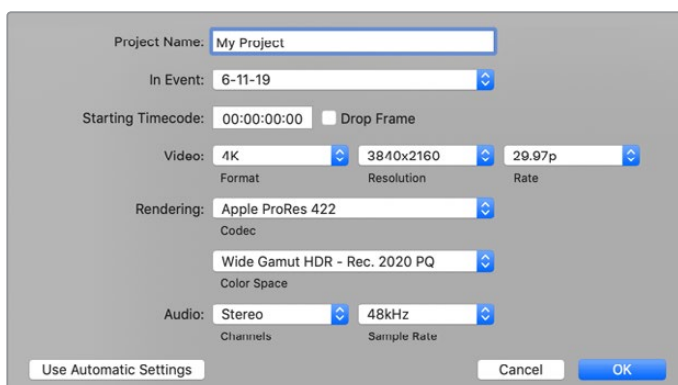 Project Name: My Project
In Event: 6-11-19
Starting Timecode: 00:00:00:00 Drop Frame
Video: 4K 3840x2160 29.97p
Format Resolution Rate
Rendering: Apple ProRes 422
Codec
Wide Gamut HDR - Rec. 2020 PQ
Color Space
Audio: Stereo 48kHz
Channels Sample Rate
Use Automatic Settings Cancel OK